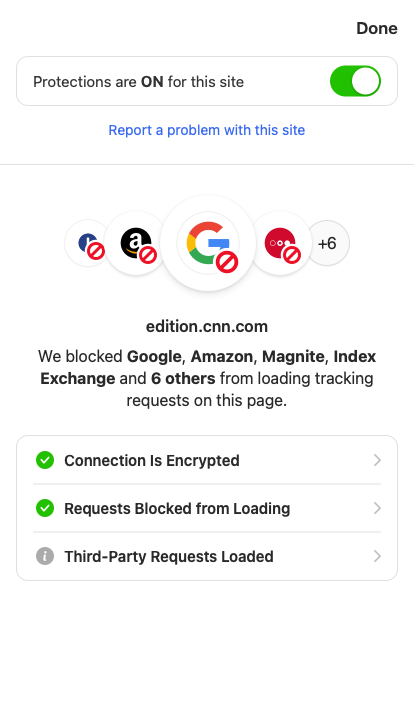 Done
Protections are ON for this site
Report a problem with this site
+6
edition.cnn.com
We blocked Google, Amazon, Magnite, Index
Exchange and 6 others from loading tracking
requests on this page.
Connection Is Encrypted
Requests Blocked from Loading
Third-Party Requests Loaded